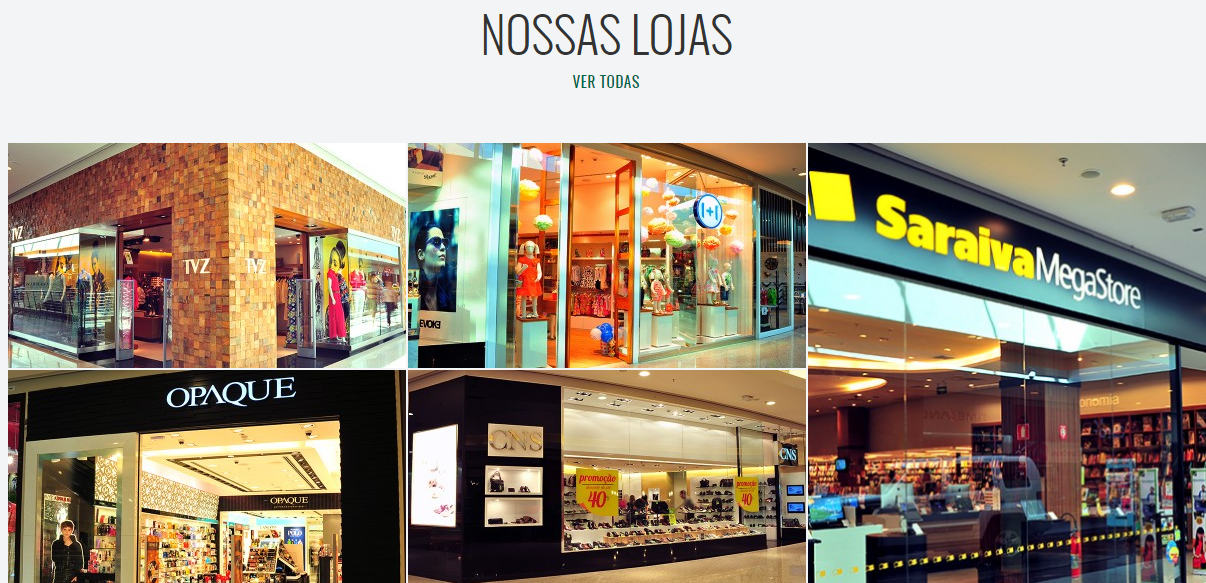 NOSSAS LOJAS
VER TODAS
TVZ
TVZ
TVZ
TVZ
1+1
EVOKE
Saraiva MegaStore
onomia
OPAQUE
OPAQUE
CNS
CNS
promoção
40
promoção
40